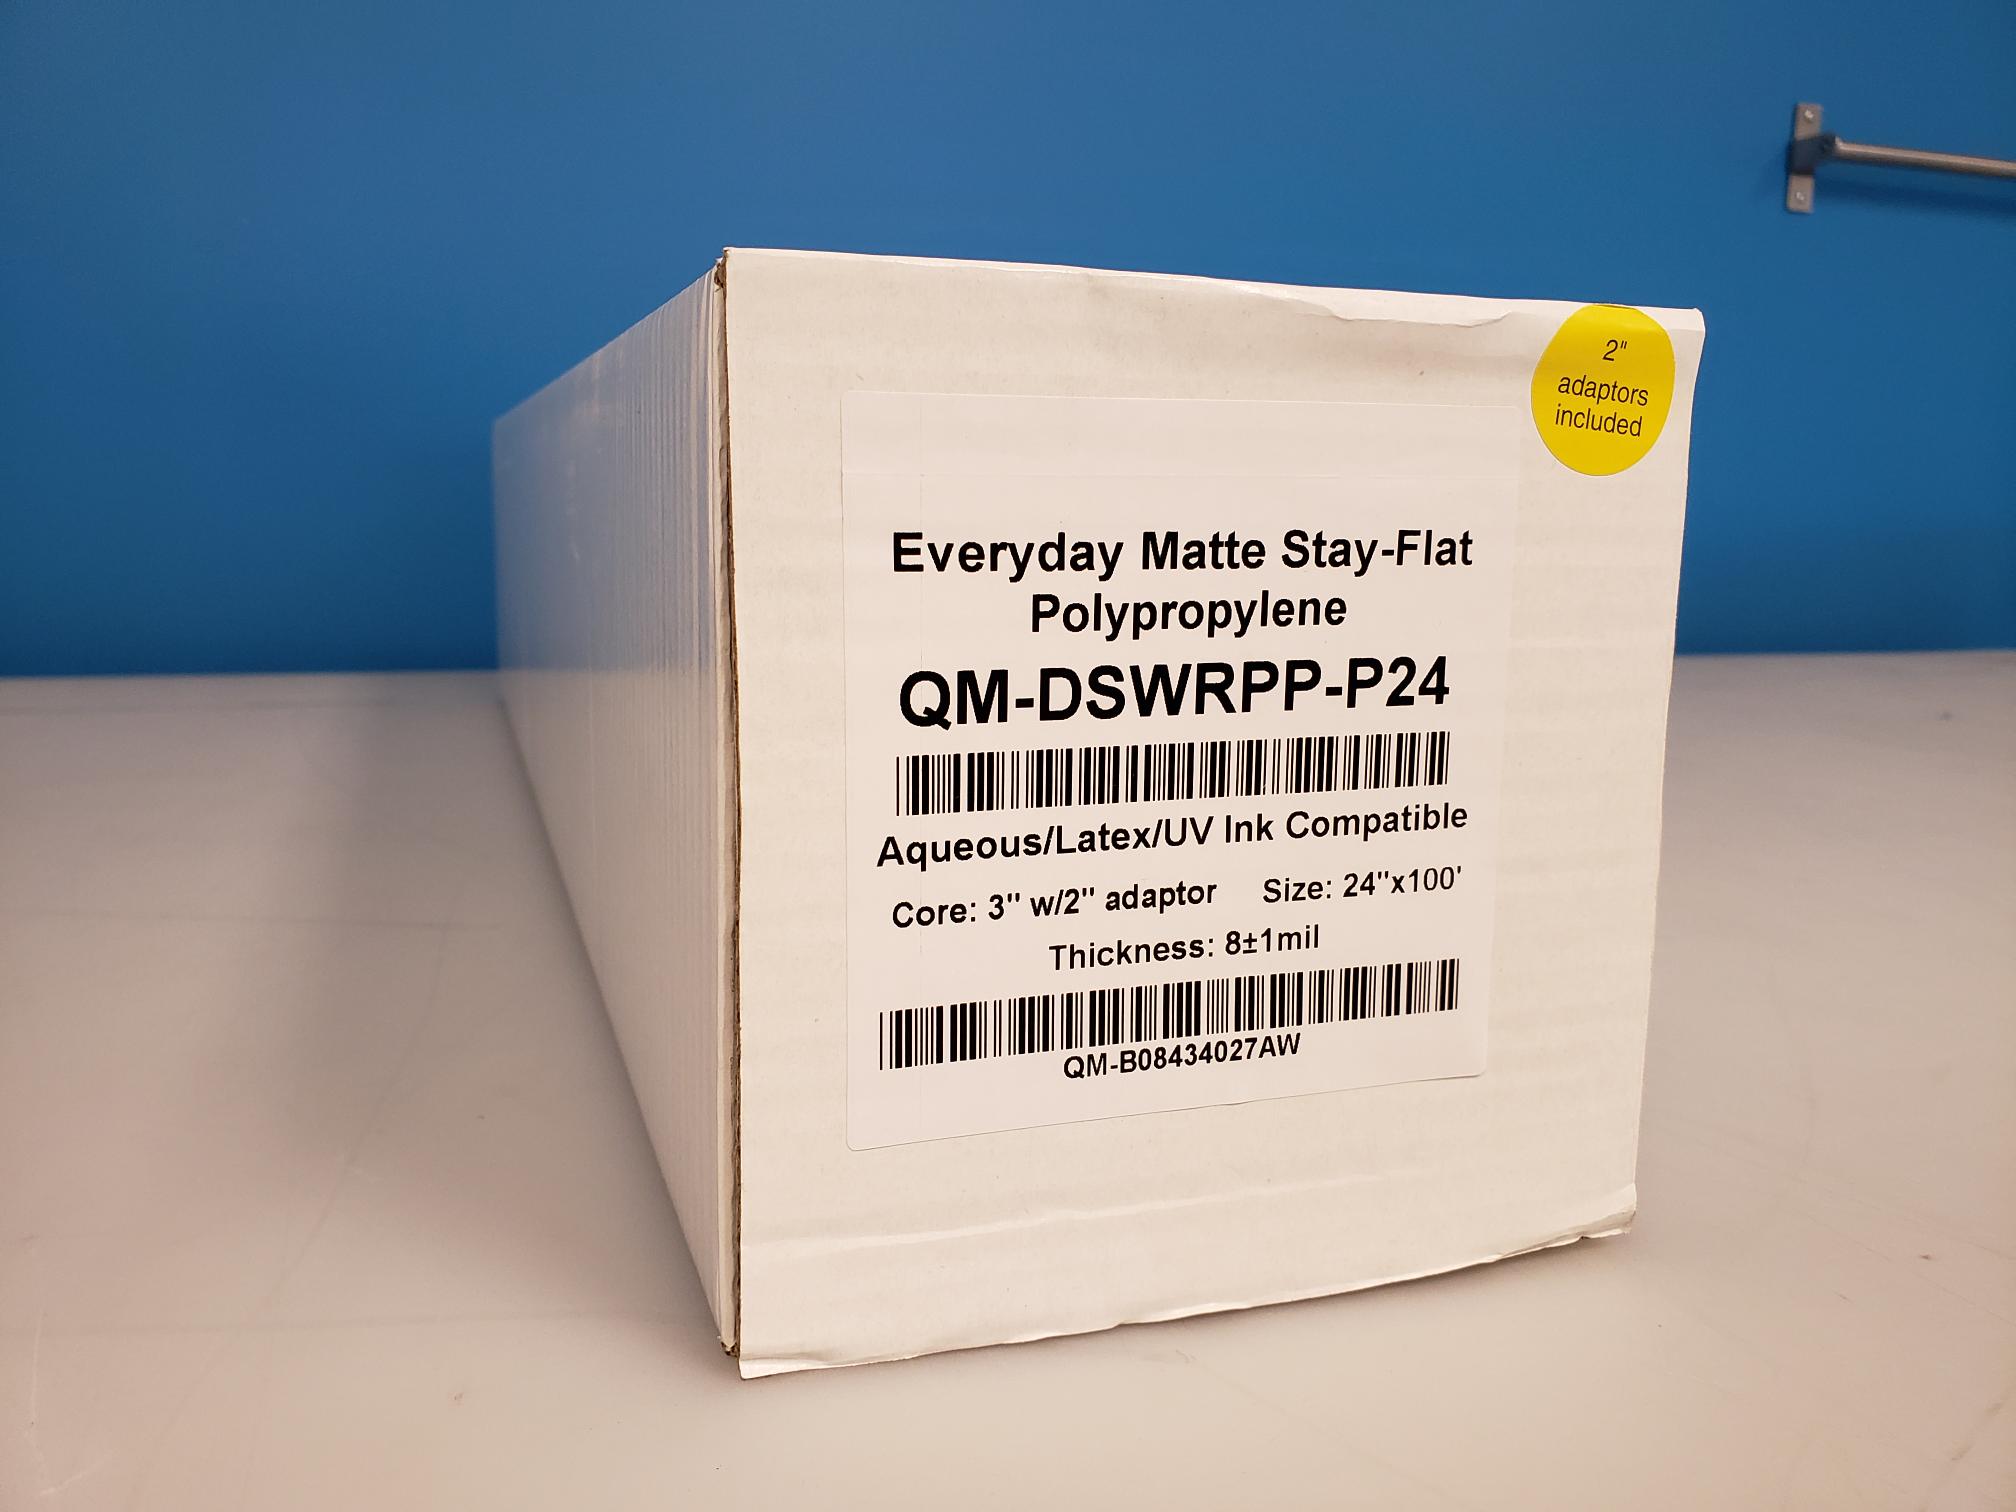 2"
adaptors
included
Everyday Matte Stay-Flat
Polypropylene
QM-DSWRPP-P24
Aqueous/Latex/UV Ink Compatible
Core: 3" w/2" adaptor Size: 24"x100'
Thickness: 8±1mil
QM-B08434027AW